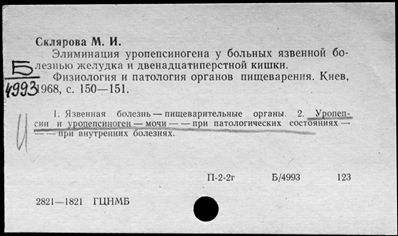 Склярова М. И.
Элиминация уропепсиногена у больных язвенной бо-
лезнью желудка и двенадцатиперстной кишки.
Б
4993
Физиология и патология органов пищеварения. Киев,
1968, с. 150—151.
1. Язвенная болезнь — пищеварительные органы. 2. Уропеп-
син и уропепсиноген — мочи — — при патологических состояниях —
— — при внутренних болезнях.
П-2-2г Б/4993 123
2821—1821 ГЦНМБ